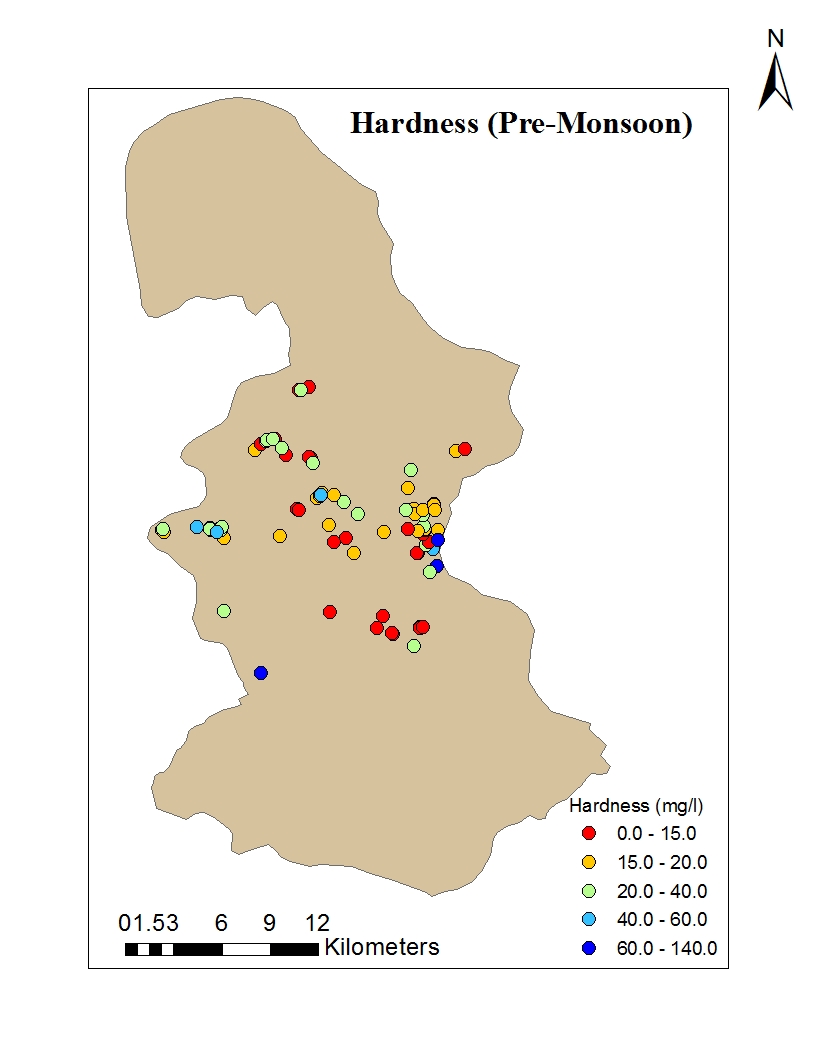 N
Hardness (Pre-Monsoon)
Hardness (mg/l)
0.0 - 15.0
15.0 - 20.0
20.0 - 40.0
40.0 - 60.0
60.0 - 140.0
01.53 6 9 12
Kilometers